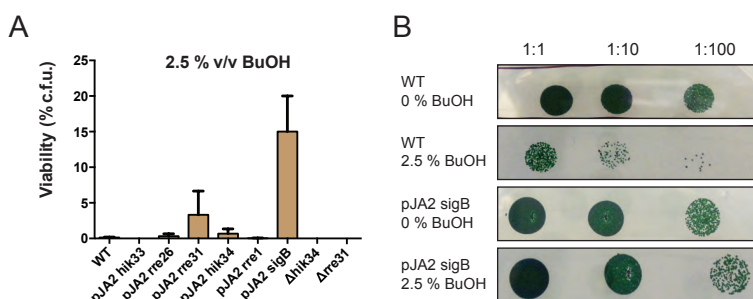 A
2.5 % v/v BuOH
Viability (% c.f.u.)
25
20
15
10
5
0
WT
pJA2 hik33
pJA2 rre26
pJA2 rre31
pJA2 hik34
pJA2 rre1
pJA2 sigB
Δhik34
Δrre31
B
1:1 1:10 1:100
WT
0 % BuOH
WT
2.5 % BuOH
pJA2 sigB
0 % BuOH
pJA2 sigB
2.5 % BuOH